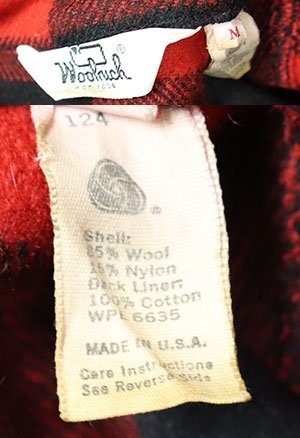 Woolrich
EST. 1830
M
124
®
Shell:
85% Wool
15% Nylon
Back Liner:
100% Cotton
WPL 6635
MADE IN U.S.A.
Care Instructions
See Reverse Side